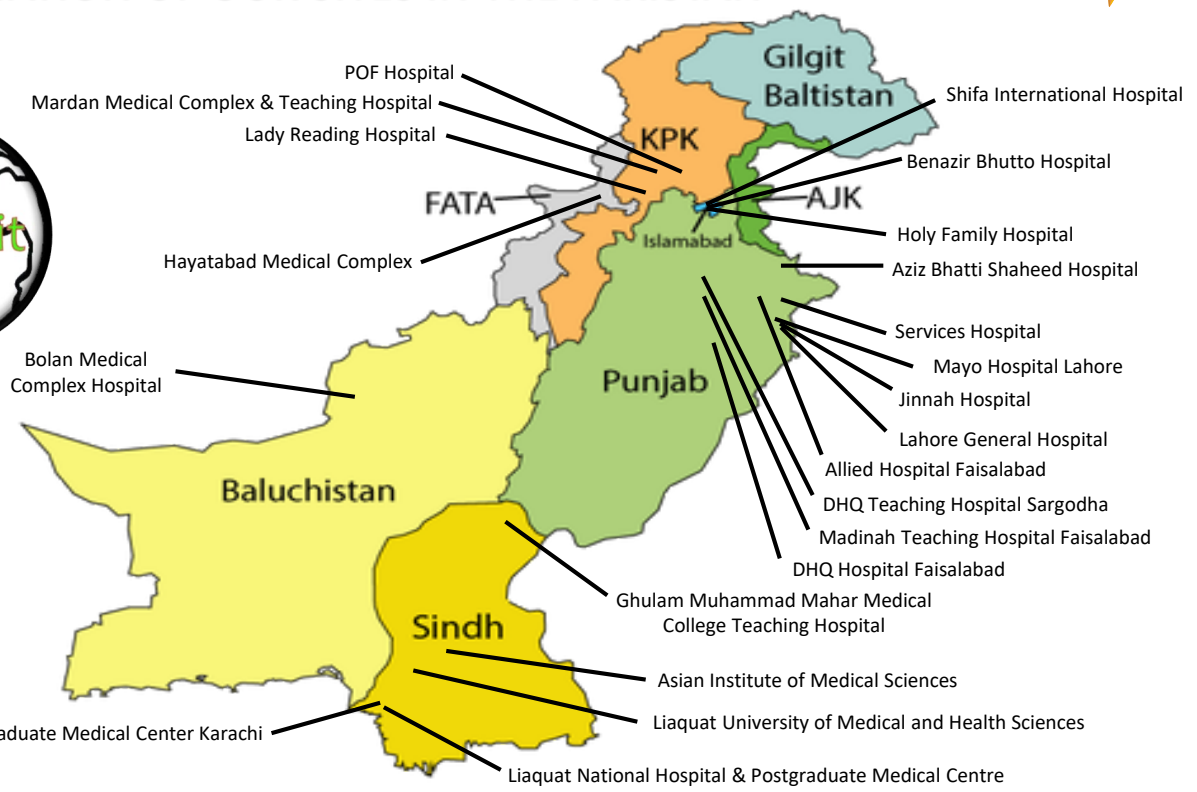 POF Hospital
Mardan Medical Complex & Teaching Hospital
Lady Reading Hospital
Hayatabad Medical Complex
Gilgit
Baltistan
KPK
FATA
AJK
Islamabad
Shifa International Hospital
Benazir Bhutto Hospital
Holy Family Hospital
Aziz Bhatti Shaheed Hospital
Services Hospital
Mayo Hospital Lahore
Jinnah Hospital
Lahore General Hospital
Allied Hospital Faisalabad
DHQ Teaching Hospital Sargodha
Madinah Teaching Hospital Faisalabad
DHQ Hospital Faisalabad
Bolan Medical
Complex Hospital
Punjab
Baluchistan
Ghulam Muhammad Mahar Medical
College Teaching Hospital
Sindh
Asian Institute of Medical Sciences
Liaquat University of Medical and Health Sciences
Medical Center Karachi
Liaquat National Hospital & Postgraduate Medical Centre